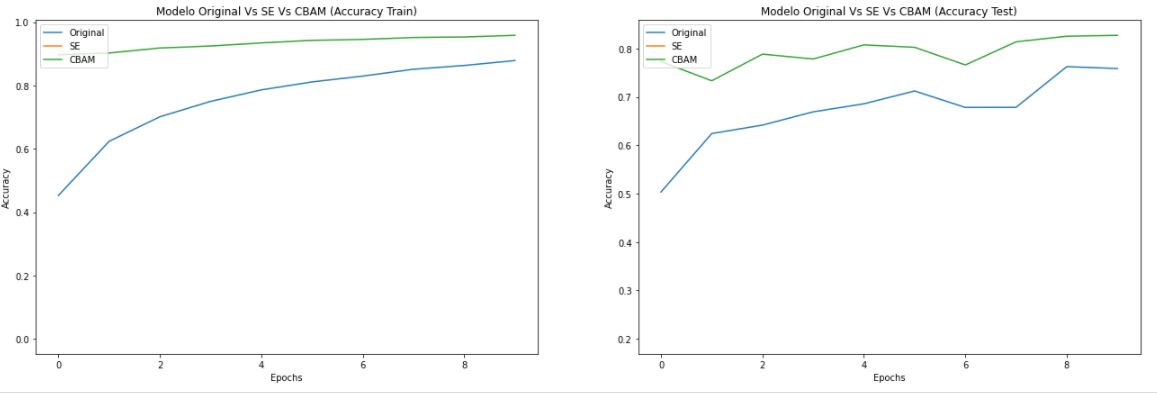 Modelo Original Vs SE Vs CBAM (Accuracy Train)
Original
SE
CBAM
1.0
0.8
0.6
0.4
0.2
0.0
Accuracy
0 2 4 6 8
Epochs
Modelo Original Vs SE Vs CBAM (Accuracy Test)
Original
SE
CBAM
0.8
0.7
0.6
0.5
0.4
0.3
0.2
Accuracy
0 2 4 6 8
Epochs